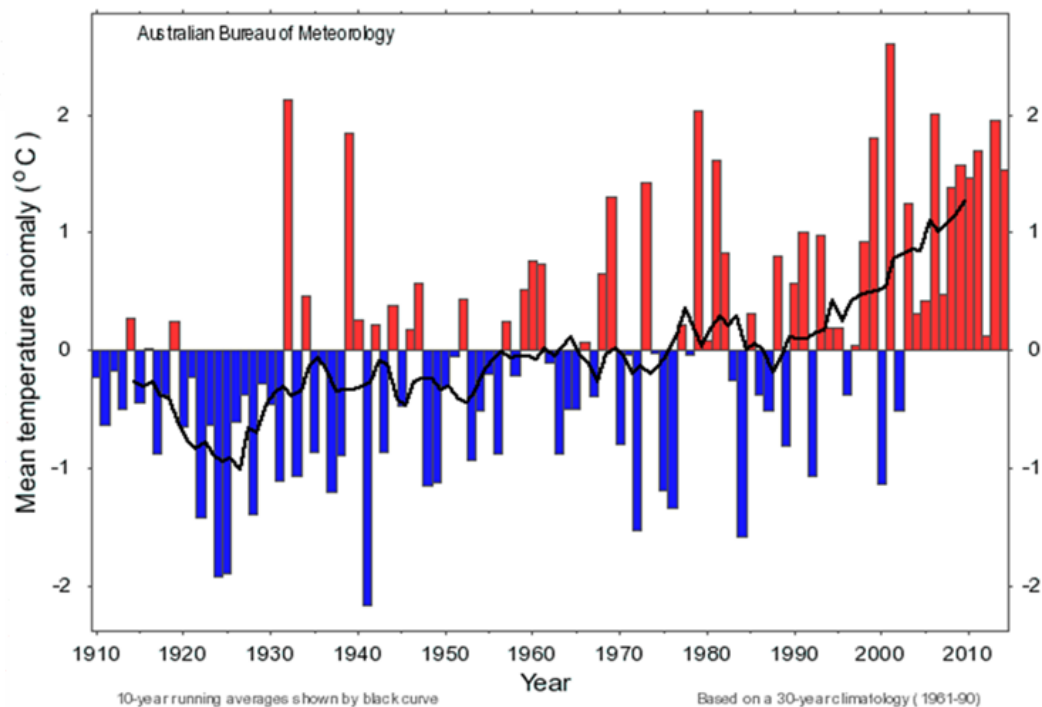 Australian Bureau of Meteorology
Mean temperature anomaly (°C)
2
1
0
-1
-2
2
1
0
-1
-2
1910 1920 1930 1940 1950 1960 1970 1980 1990 2000 2010
Year
10-year running averages shown by black curve
Based on a 30-year climatology (1961-90)